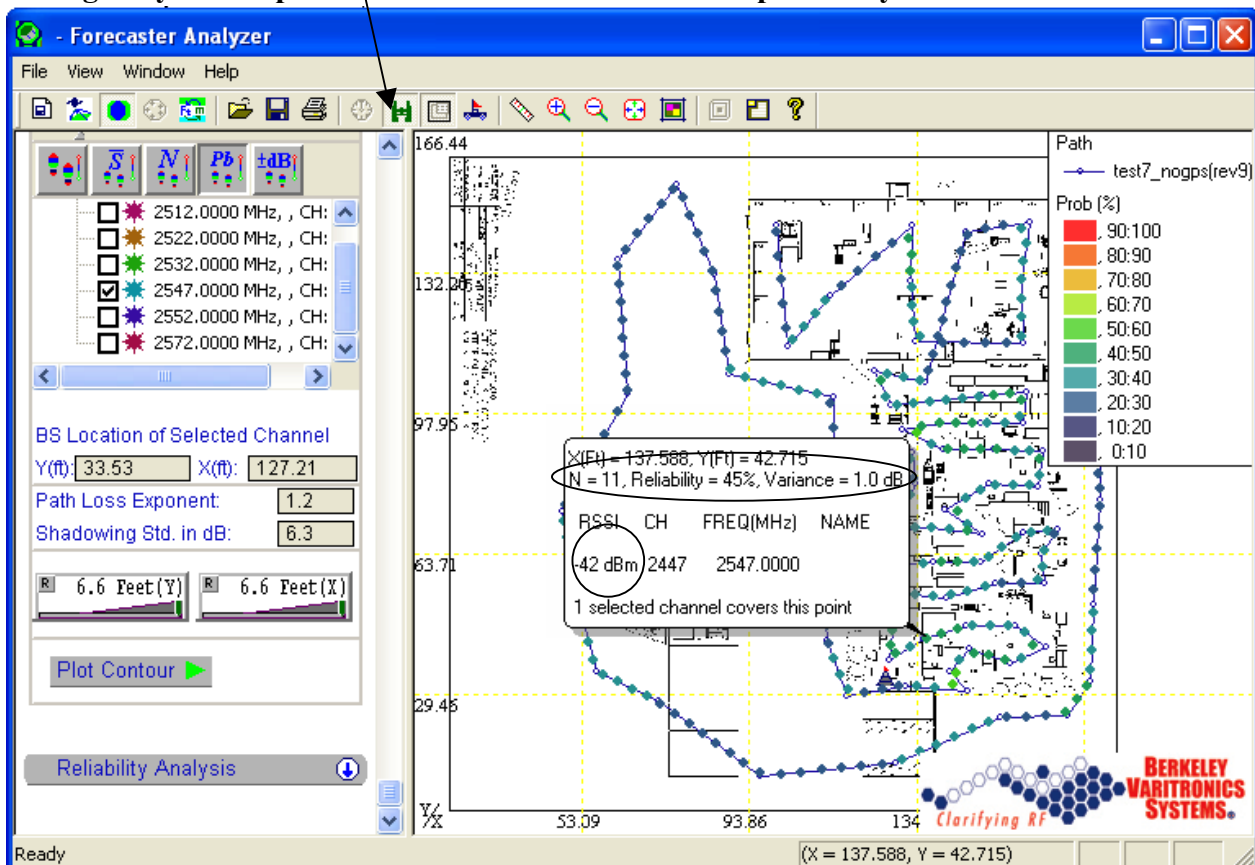 - Forecaster Analyzer
File View Window Help
S N Pb ±dB
2512.0000 MHz, , CH:
2522.0000 MHz, , CH:
2532.0000 MHz, , CH:
2547.0000 MHz, , CH:
2552.0000 MHz, , CH:
2572.0000 MHz, , CH:
BS Location of Selected Channel
Y(ft): 33.53 X(ft): 127.21
Path Loss Exponent: 1.2
Shadowing Std. in dB: 6.3
R 6.6 Feet(Y) R 6.6 Feet(X)
Plot Contour
Reliability Analysis
166.44
97.95
63.71
29.46
Y/X
53.09 93.86 134
Path
test7_nogps(rev9)
Prob (%)
, 90:100
, 80:90
, 70:80
, 60:70
, 50:60
, 40:50
, 30:40
, 20:30
, 10:20
, 0:10
X(Ft) = 137.588, Y(Ft) = 42.715
N = 11, Reliability = 45%, Variance = 1.0 dB
RSSI CH FREQ(MHz) NAME
-42 dBm 2447 2547.0000
1 selected channel covers this point
BERKELEY
VARITRONICS
SYSTEMS®
Clarifying RF
Ready
(X = 137.588, Y = 42.715)